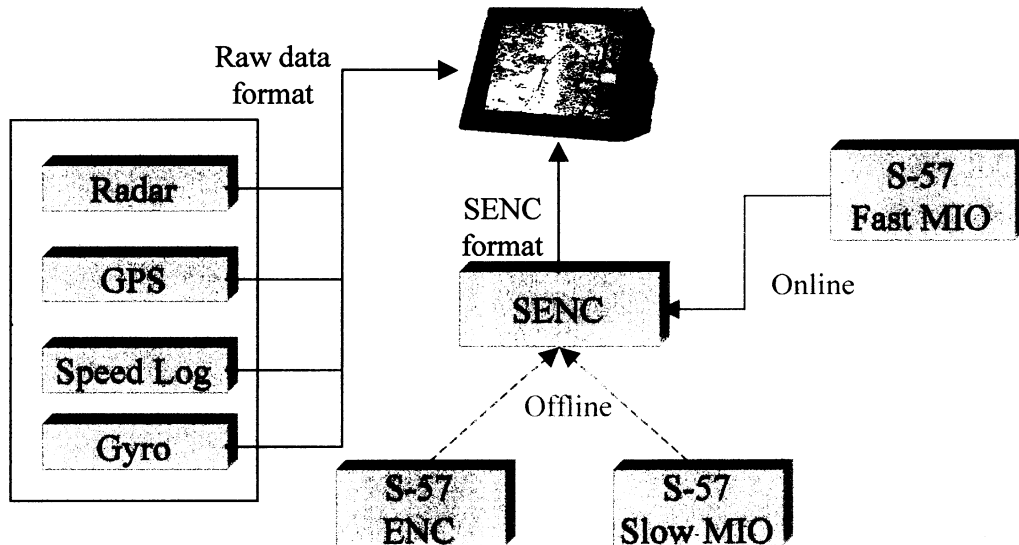 Raw data
format
Radar
GPS
Speed Log
Gyro
SENC
format
SENC
S-57
Fast MIO
Online
Offline
S-57
ENC
S-57
Slow MIO